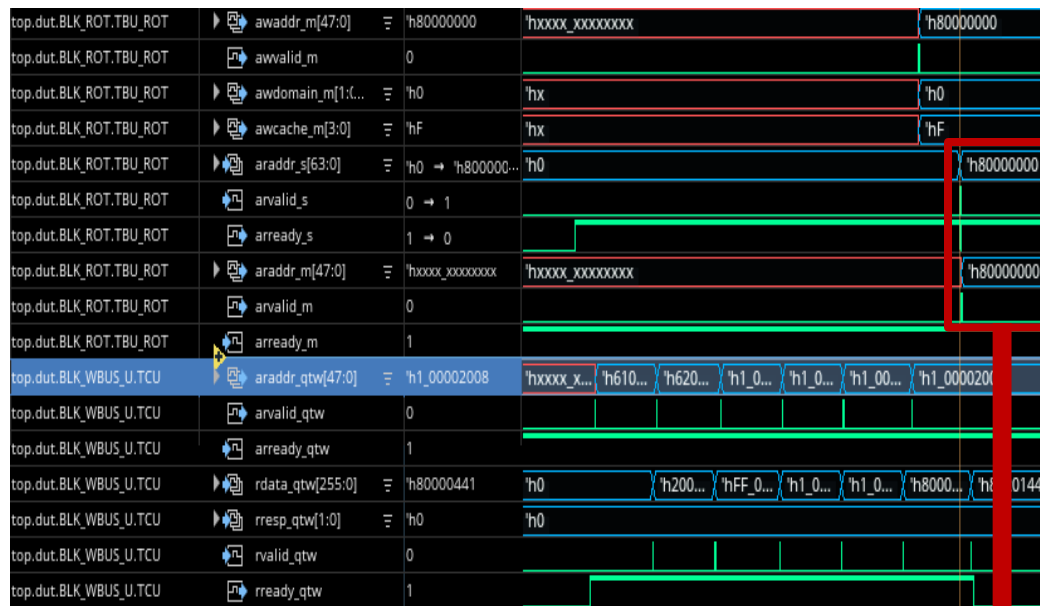 top.dut.BLK_ROT.TBU_ROT awaddr_m[47:0] 'h80000000 'hxxxx_xxxxxxxx 'h80000000
top.dut.BLK_ROT.TBU_ROT awvalid_m 0
top.dut.BLK_ROT.TBU_ROT awdomain_m[1:(... 'h0 'hx 'h0
top.dut.BLK_ROT.TBU_ROT awcache_m[3:0] 'hF 'hx 'hF
top.dut.BLK_ROT.TBU_ROT araddr_s[63:0] 'h0 → 'h800000... 'h0 'h80000000
top.dut.BLK_ROT.TBU_ROT arvalid_s 0 → 1
top.dut.BLK_ROT.TBU_ROT arready_s 1 → 0
top.dut.BLK_ROT.TBU_ROT araddr_m[47:0] 'hxxxx_xxxxxxxx 'hxxxx_xxxxxxxx 'h80000000
top.dut.BLK_ROT.TBU_ROT arvalid_m 0
top.dut.BLK_ROT.TBU_ROT arready_m 1
top.dut.BLK_WBUS_U.TCU araddr_qtw[47:0] 'h1_00002008 'hxxxx_x... 'h610... 'h620... 'h1_0... 'h1_0... 'h1_00... 'h1_0000200
top.dut.BLK_WBUS_U.TCU arvalid_qtw 0
top.dut.BLK_WBUS_U.TCU arready_qtw 1
top.dut.BLK_WBUS_U.TCU rdata_qtw[255:0] 'h80000441 'h0 'h200... 'hFF_0... 'h1_0... 'h1_0... 'h8000... 'h8 0144
top.dut.BLK_WBUS_U.TCU rresp_qtw[1:0] 'h0 'h0
top.dut.BLK_WBUS_U.TCU rvalid_qtw 0
top.dut.BLK_WBUS_U.TCU rready_qtw 1